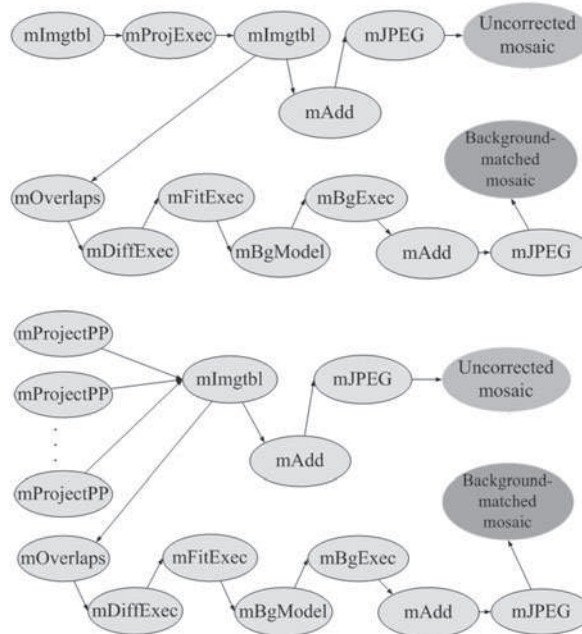 mImgtbl
mProjExec
mImgtbl
mJPEG
Uncorrected
mosaic
mAdd
Background-
matched
mosaic
mOverlaps
mFitExec
mBgExec
mDiffExec
mBgModel
mAdd
mJPEG
mProjectPP
mProjectPP
mProjectPP
mImgtbl
mJPEG
Uncorrected
mosaic
mAdd
Background-
matched
mosaic
mOverlaps
mFitExec
mBgExec
mDiffExec
mBgModel
mAdd
mJPEG